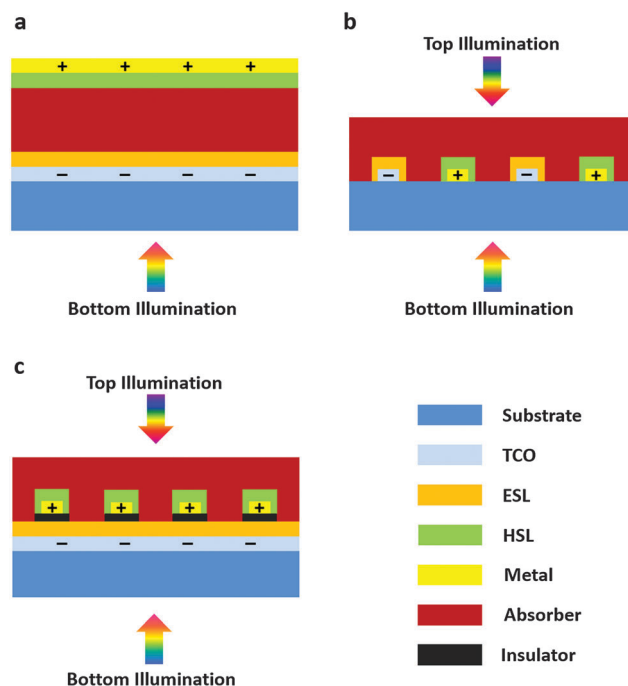 a
+ + + +
− − − −
Bottom Illumination
b
Top Illumination
− + − +
Bottom Illumination
c
Top Illumination
+ + + +
− − − −
Bottom Illumination
Substrate
TCO
ESL
HSL
Metal
Absorber
Insulator